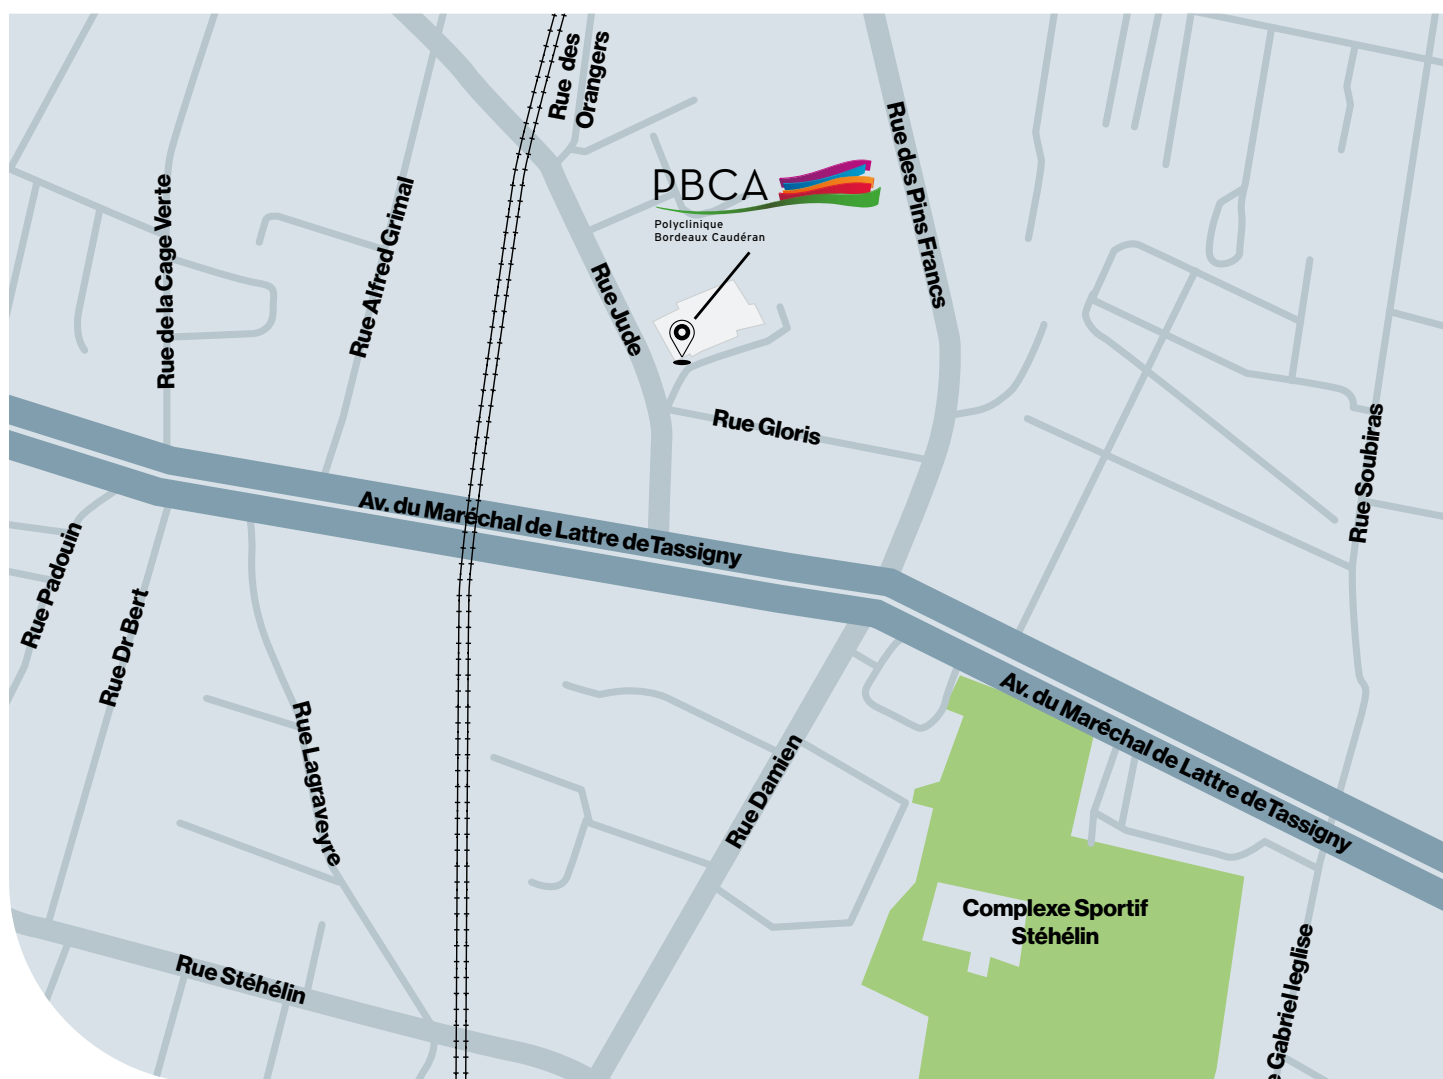 Rue des
Orangers
Rue des Pins Francs
PBCA
Polyclinique
Bordeaux Caudéran
Rue de la Cage Verte
Rue Alfred Grimal
Rue Jude
Rue Gloris
Rue Soubiras
Av. du Maréchal de Lattre de Tassigny
Rue Padouin
Rue Dr Bert
Rue Lagraveyre
Rue Damien
Av. du Maréchal de Lattre de Tassigny
Complexe Sportif
Stéhélin
Rue Stéhélin
Gabriel leglise